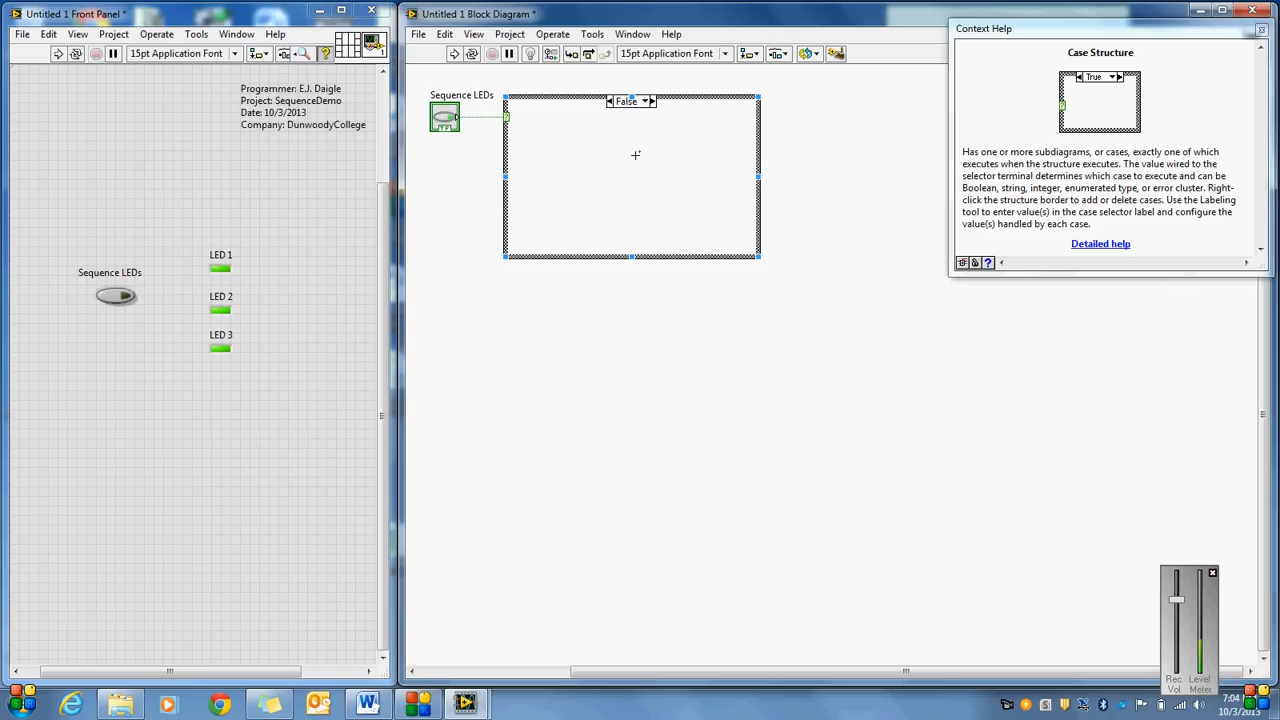 Untitled 1 Front Panel *
File Edit View Project Operate Tools Window Help
15pt Application Font
Programmer: E.J. Daigle
Project: SequenceDemo
Date: 10/3/2013
Company: DunwoodyCollege
Sequence LEDs
LED 1
LED 2
LED 3
Untitled 1 Block Diagram *
File Edit View Project Operate Tools Window Help
15pt Application Font
Sequence LEDs
TF
False
?
Context Help
Case Structure
True
?
Has one or more subdiagrams, or cases, exactly one of which
executes when the structure executes. The value wired to the
selector terminal determines which case to execute and can be
Boolean, string, integer, enumerated type, or error cluster. Right-
click the structure border to add or delete cases. Use the Labeling
tool to enter value(s) in the case selector label and configure the
value(s) handled by each case.
Detailed help
?
Rec. Level
Vol Meter
7:04
10/3/2013